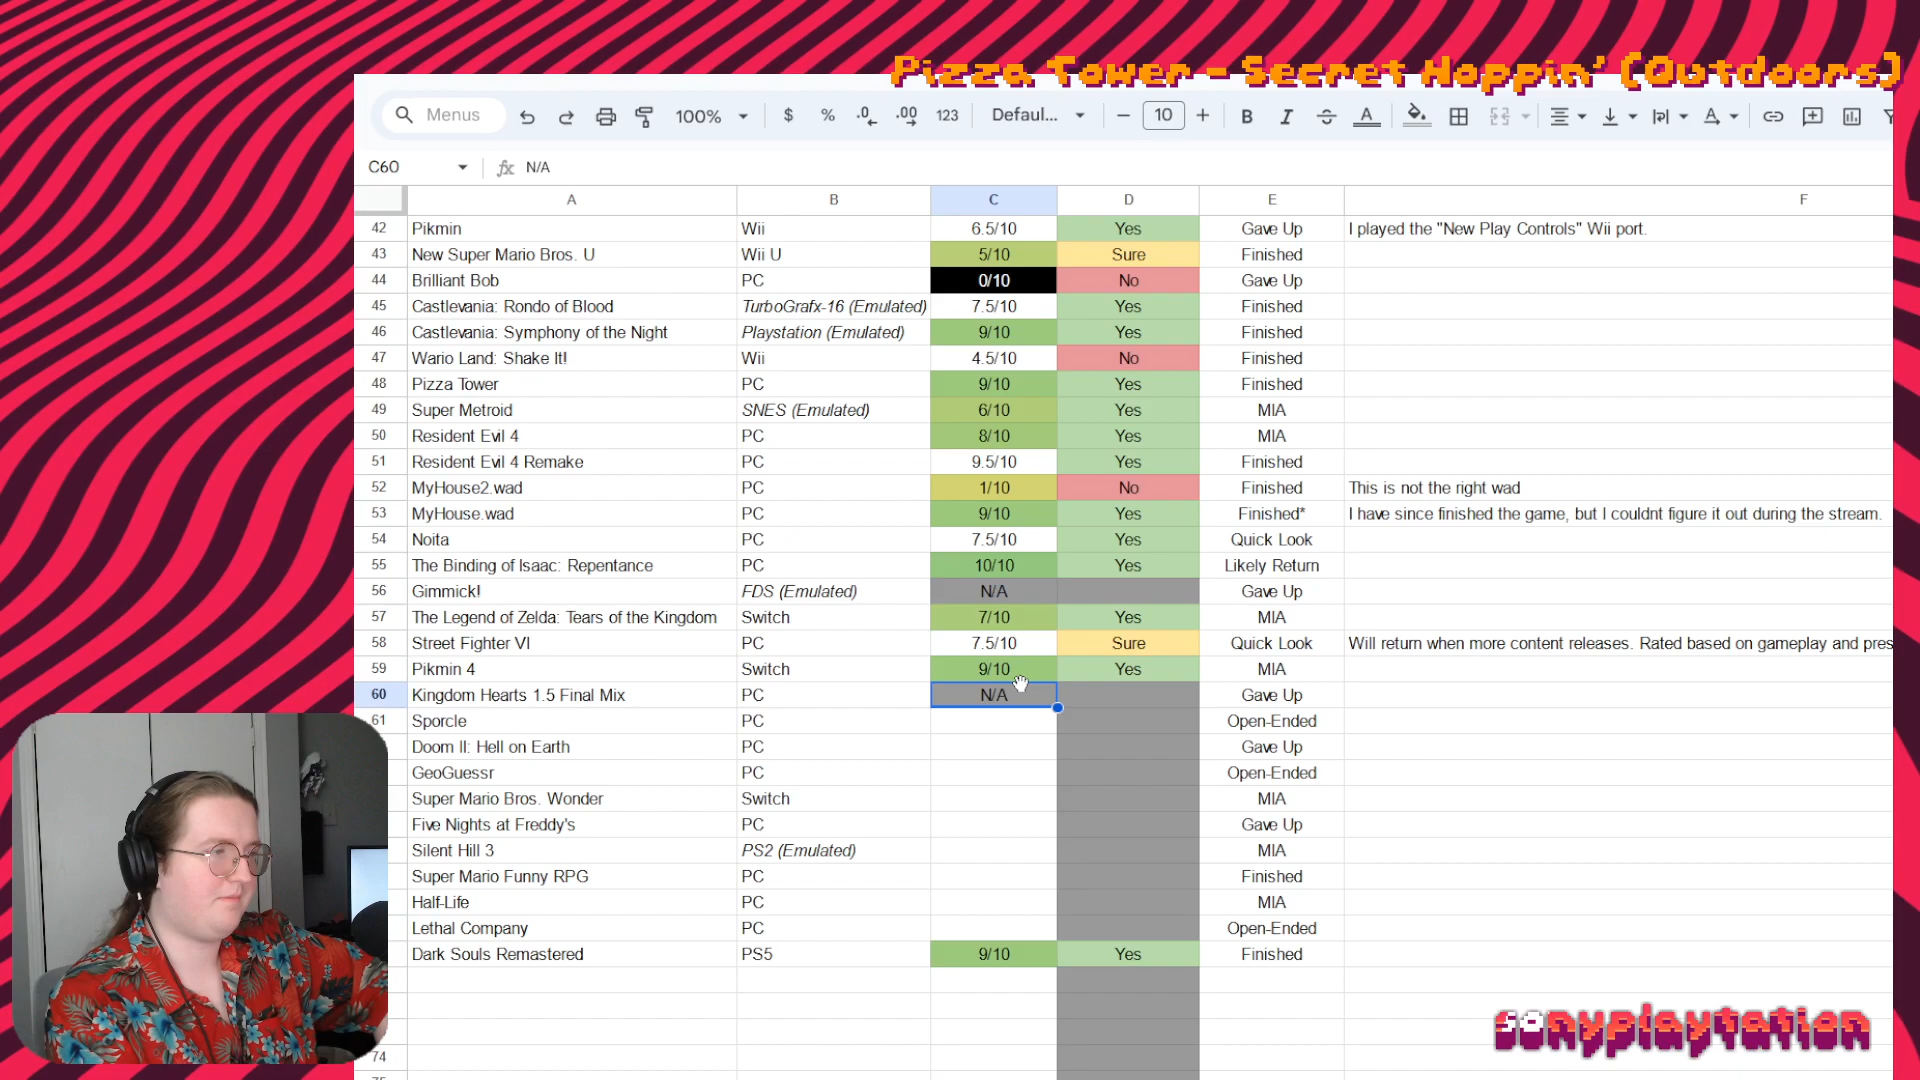 Pizza Tower - Secret Hoppin' (Outdoors)
Menus 100% $ % .0 .00 123 Defaul... − 10 + B I S A A
C60 fx N/A
A B C D E F
42 Pikmin Wii 6.5/10 Yes Gave Up I played the "New Play Controls" Wii port.
43 New Super Mario Bros. U Wii U 5/10 Sure Finished
44 Brilliant Bob PC 0/10 No Gave Up
45 Castlevania: Rondo of Blood TurboGrafx-16 (Emulated) 7.5/10 Yes Finished
46 Castlevania: Symphony of the Night Playstation (Emulated) 9/10 Yes Finished
47 Wario Land: Shake It! Wii 4.5/10 No Finished
48 Pizza Tower PC 9/10 Yes Finished
49 Super Metroid SNES (Emulated) 6/10 Yes MIA
50 Resident Evil 4 PC 8/10 Yes MIA
51 Resident Evil 4 Remake PC 9.5/10 Yes Finished
52 MyHouse2.wad PC 1/10 No Finished This is not the right wad
53 MyHouse.wad PC 9/10 Yes Finished* I have since finished the game, but I couldnt figure it out during the stream.
54 Noita PC 7.5/10 Yes Quick Look
55 The Binding of Isaac: Repentance PC 10/10 Yes Likely Return
56 Gimmick! FDS (Emulated) N/A Gave Up
57 The Legend of Zelda: Tears of the Kingdom Switch 7/10 Yes MIA
58 Street Fighter VI PC 7.5/10 Sure Quick Look Will return when more content releases. Rated based on gameplay and pres
59 Pikmin 4 Switch 9/10 Yes MIA
60 Kingdom Hearts 1.5 Final Mix PC N/A Gave Up
61 Sporcle PC Open-Ended
Doom II: Hell on Earth PC Gave Up
GeoGuessr PC Open-Ended
Super Mario Bros. Wonder Switch MIA
Five Nights at Freddy's PC Gave Up
Silent Hill 3 PS2 (Emulated) MIA
Super Mario Funny RPG PC Finished
Half-Life PC MIA
Lethal Company PC Open-Ended
Dark Souls Remastered PS5 9/10 Yes Finished
sonyplaytation
74